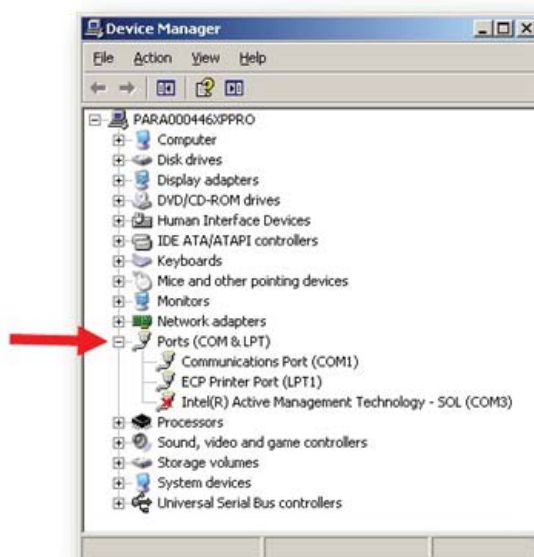 Device Manager
File Action View Help
PARA000446XPPRO
Computer
Disk drives
Display adapters
DVD/CD-ROM drives
Human Interface Devices
IDE ATA/ATAPI controllers
Keyboards
Mice and other pointing devices
Monitors
Network adapters
Ports (COM & LPT)
Communications Port (COM1)
ECP Printer Port (LPT1)
Intel(R) Active Management Technology - SOL (COM3)
Processors
Sound, video and game controllers
Storage volumes
System devices
Universal Serial Bus controllers